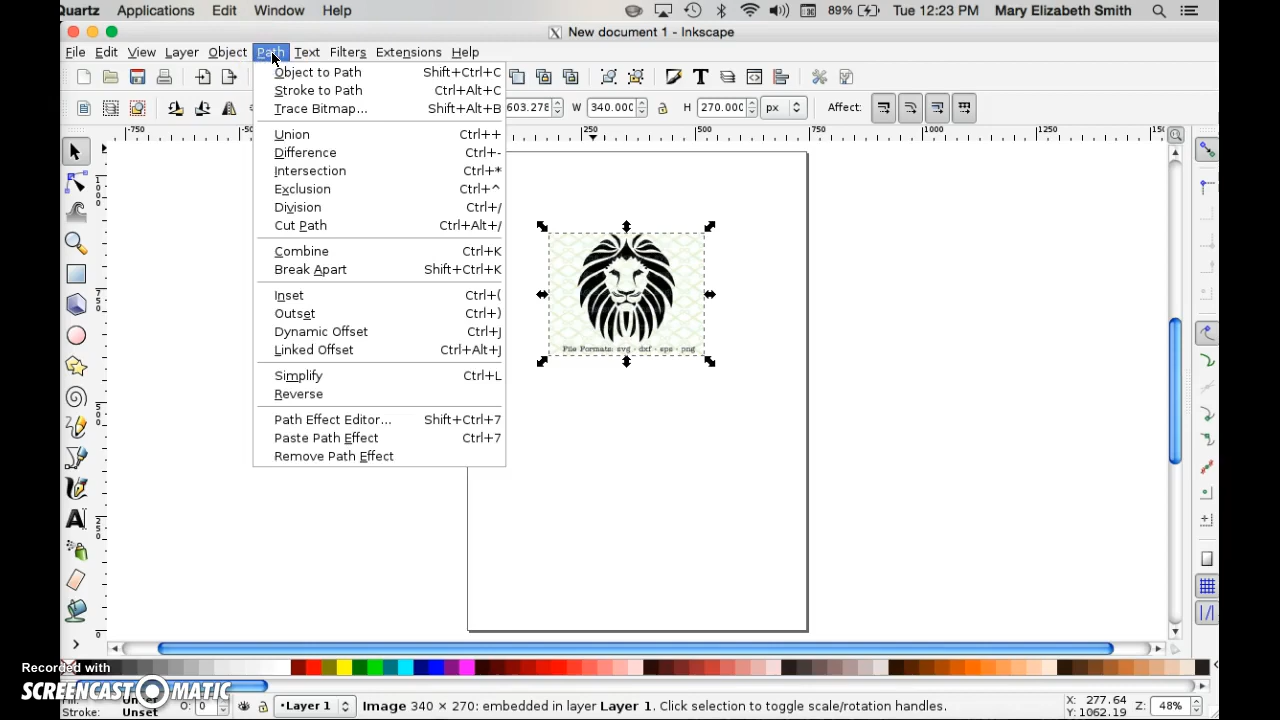 Quartz Applications Edit Window Help 89% Tue 12:23 PM Mary Elizabeth Smith
New document 1 - Inkscape
File Edit View Layer Object Path Text Filters Extensions Help
603.278 W 340.000 H 270.000 px Affect:
Object to Path Shift+Ctrl+C
Stroke to Path Ctrl+Alt+C
Trace Bitmap... Shift+Alt+B
Union Ctrl++
Difference Ctrl+-
Intersection Ctrl+*
Exclusion Ctrl+^
Division Ctrl+/
Cut Path Ctrl+Alt+/
Combine Ctrl+K
Break Apart Shift+Ctrl+K
Inset Ctrl+(
Outset Ctrl+)
Dynamic Offset Ctrl+J
Linked Offset Ctrl+Alt+J
Simplify Ctrl+L
Reverse
Path Effect Editor... Shift+Ctrl+7
Paste Path Effect Ctrl+7
Remove Path Effect
-750 250 500 750 1000 1250
1000
750
500
250
0
File Formats: svg - dxf - eps - png
Recorded with
SCREENCAST MATIC
Fill: Unset O: 0 Layer 1 Image 340 × 270: embedded in layer Layer 1. Click selection to toggle scale/rotation handles. X: 277.64 Z: 48%
Stroke: Unset Y: 1062.19